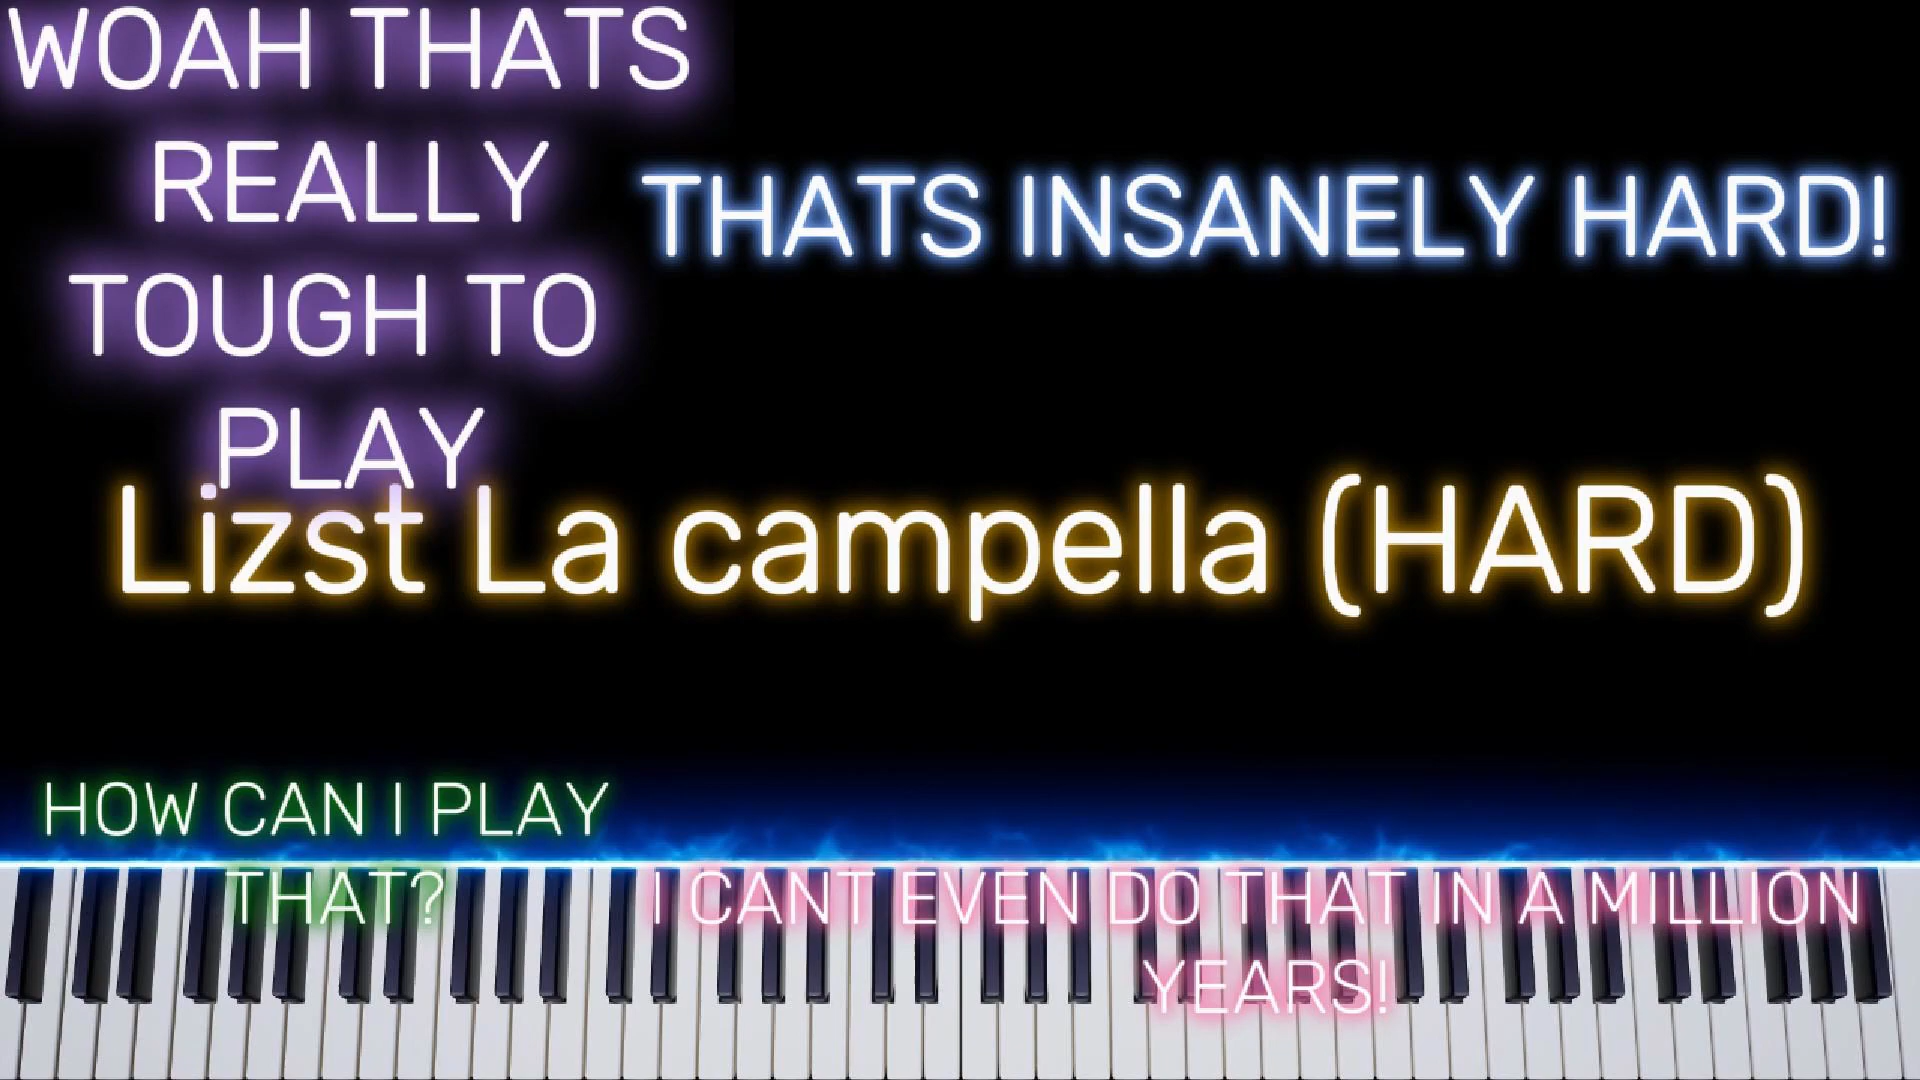 WOAH THATS
REALLY
TOUGH TO
PLAY
THATS INSANELY HARD!
Lizst La campella (HARD)
HOW CAN I PLAY
THAT?
I CANT EVEN DO THAT IN A MILLION
YEARS!